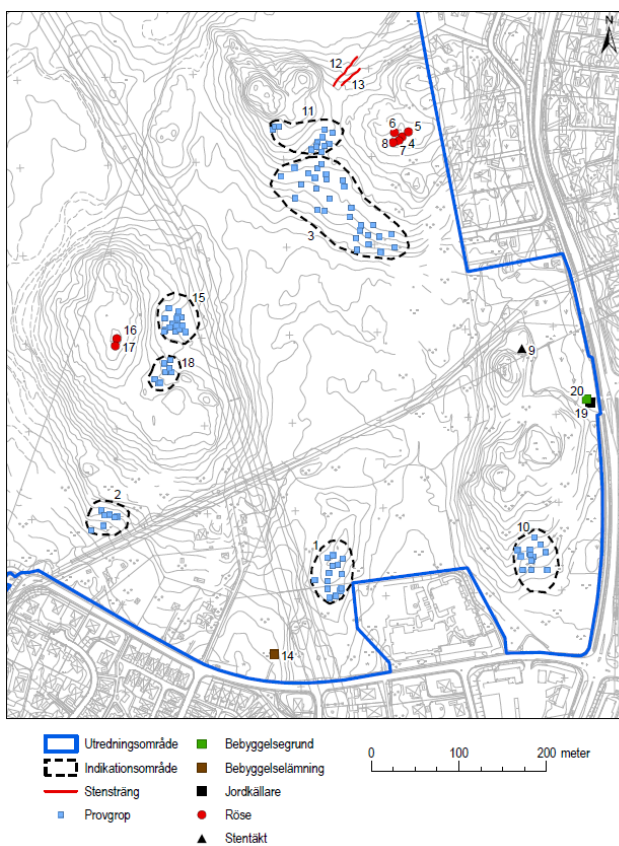 N
12
13
11
6
5
8
4
7
3
15
16
17
18
9
20
19
2
1
10
14
Utredningsområde
Bebyggelsegrund
0 100 200 meter
Indikationsområde
Bebyggelselämning
Stensträng
Jordkällare
Provgrop
Röse
Stentäkt